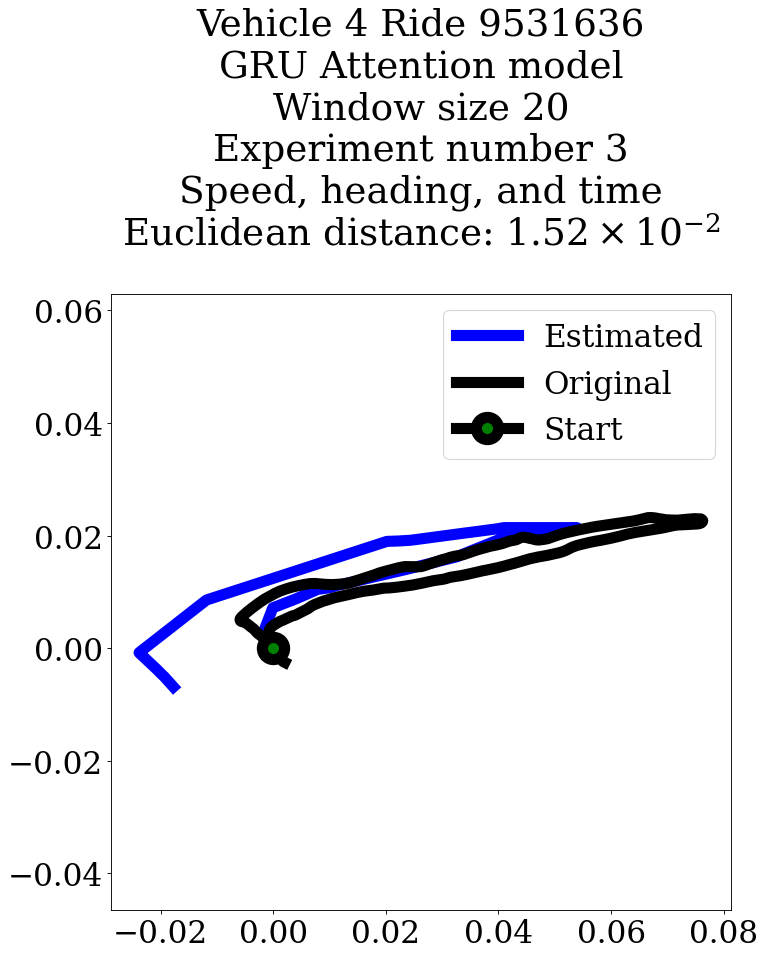 Vehicle 4 Ride 9531636
GRU Attention model
Window size 20
Experiment number 3
Speed, heading, and time
Euclidean distance: 1.52 × 10⁻²
Estimated
Original
Start
0.06
0.04
0.02
0.00
−0.02
−0.04
−0.02 0.00 0.02 0.04 0.06 0.08